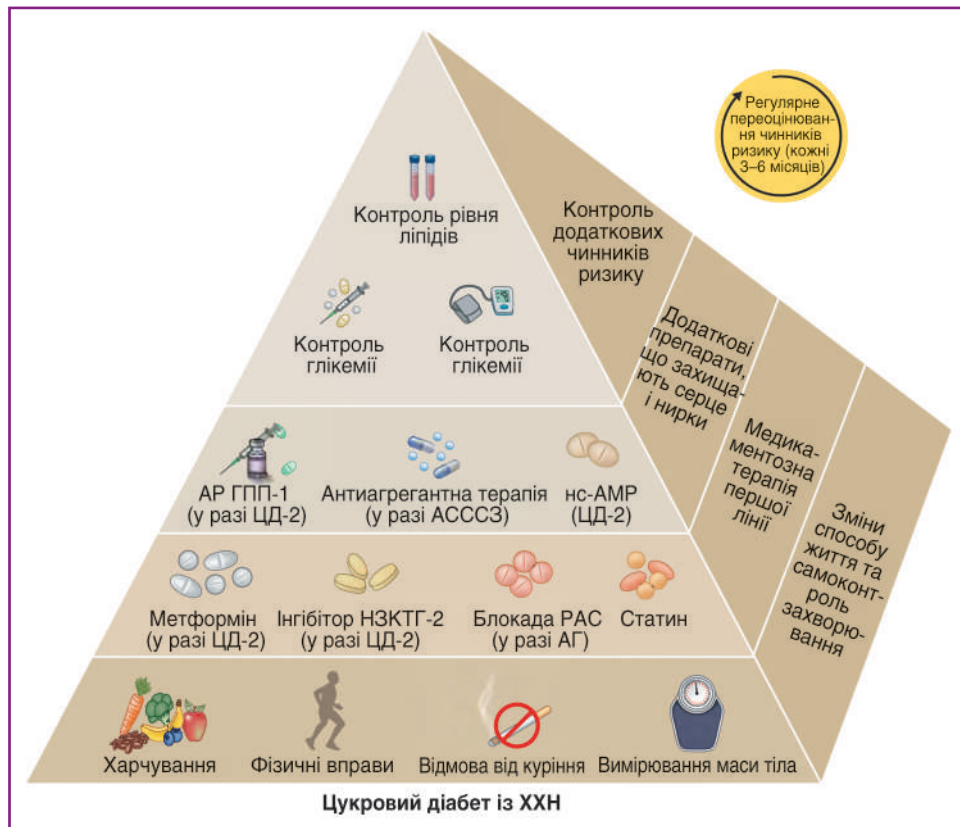 Регулярне
переоцінюван-
ня чинників
ризику (кожні
3–6 місяців)
Контроль рівня
ліпідів
Контроль
глікемії
Контроль
глікемії
Контроль
додаткових
чинників
ризику
АР ГПП-1
(у разі ЦД-2)
Антиагрегантна терапія
(у разі АСССЗ)
нс-АМР
(ЦД-2)
Додаткові
препарати,
що захища-
ють серце
і нирки
Метформін
(у разі ЦД-2)
Інгібітор НЗКТГ-2
(у разі ЦД-2)
Блокада РАС
(у разі АГ)
Статин
Медика-
ментозна
терапія
першої
лінії
Харчування
Фізичні вправи
Відмова від куріння
Вимірювання маси тіла
Зміни
способу
життя та
самоконт-
роль
захворю-
вання
Цукровий діабет із ХХН